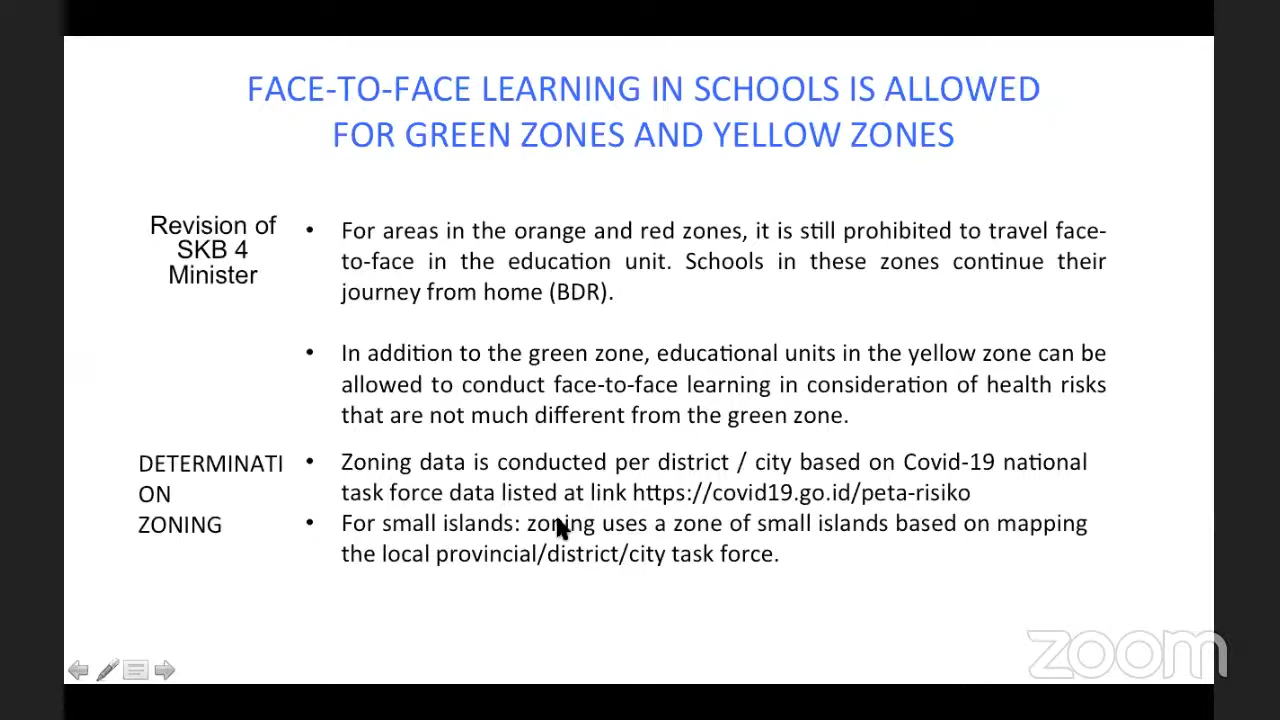 FACE-TO-FACE LEARNING IN SCHOOLS IS ALLOWED
FOR GREEN ZONES AND YELLOW ZONES
Revision of
SKB 4
Minister
• For areas in the orange and red zones, it is still prohibited to travel face-
to-face in the education unit. Schools in these zones continue their
journey from home (BDR).
• In addition to the green zone, educational units in the yellow zone can be
allowed to conduct face-to-face learning in consideration of health risks
that are not much different from the green zone.
DETERMINATI
ON
ZONING
• Zoning data is conducted per district / city based on Covid-19 national
task force data listed at link https://covid19.go.id/peta-risiko
• For small islands: zoning uses a zone of small islands based on mapping
the local provincial/district/city task force.
zoom